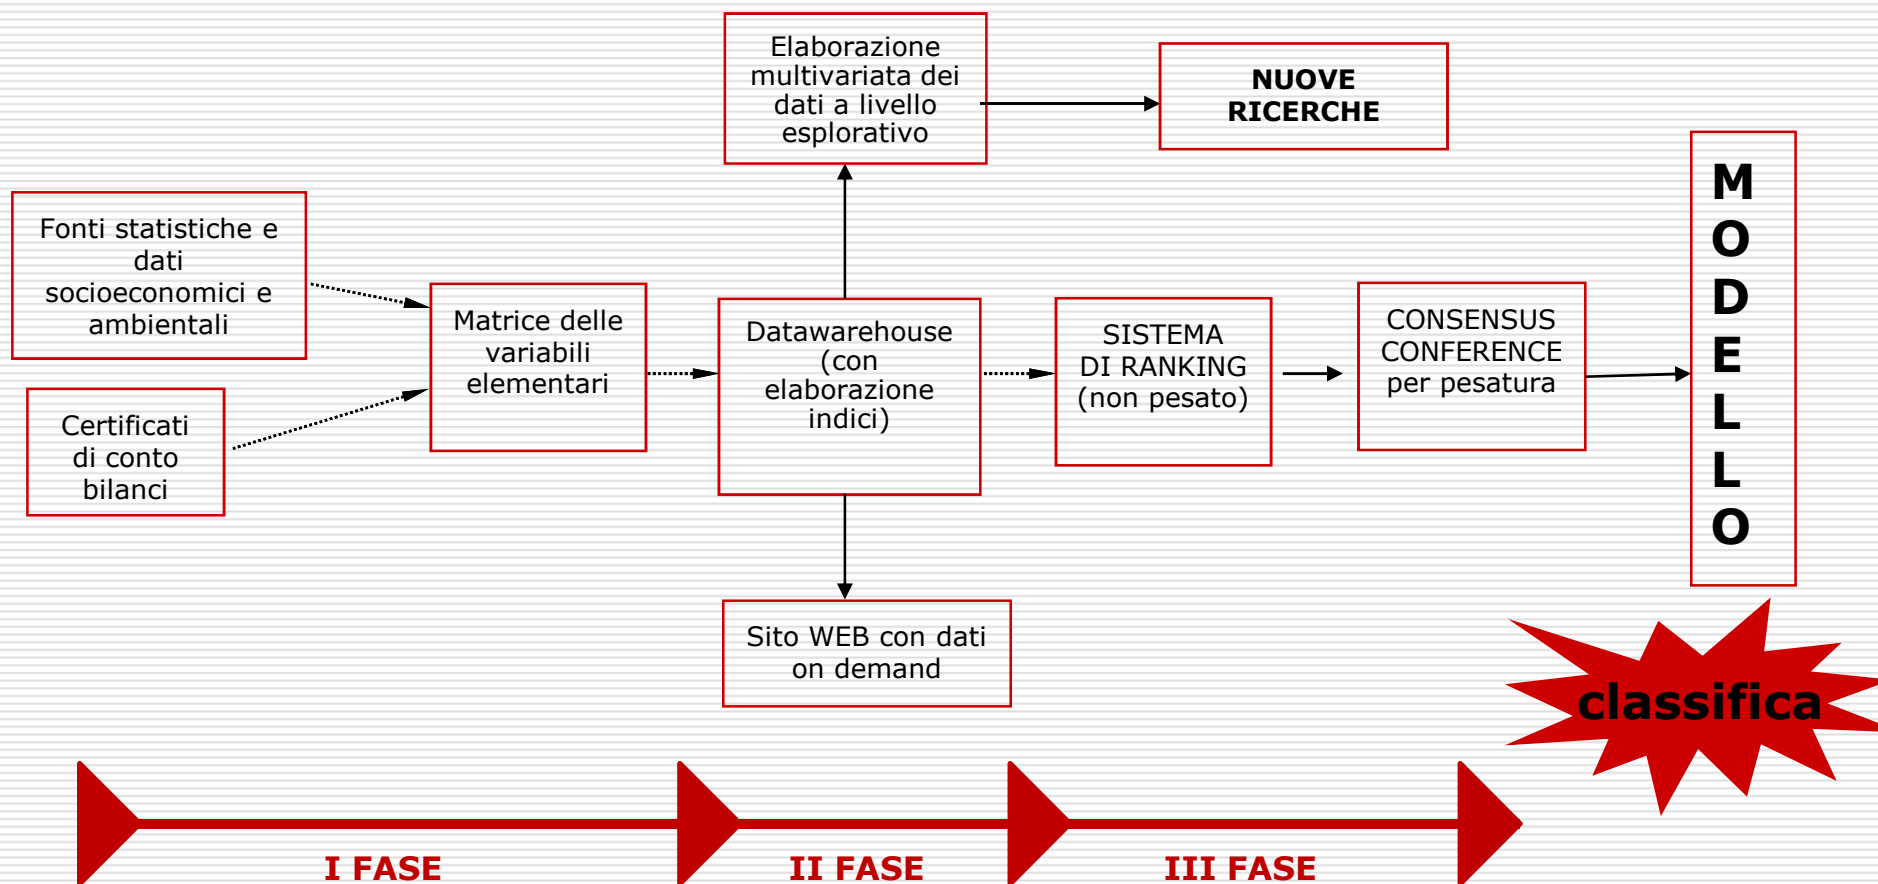 Elaborazione
multivariata dei
dati a livello
esplorativo
NUOVE
RICERCHE
Fonti statistiche e
dati
socioeconomici e
ambientali
Certificati
di conto
bilanci
Matrice delle
variabili
elementari
Datawarehouse
(con
elaborazione
indici)
SISTEMA
DI RANKING
(non pesato)
CONSENSUS
CONFERENCE
per pesatura
M
O
D
E
L
L
O
Sito WEB con dati
on demand
classifica
I FASE
II FASE
III FASE